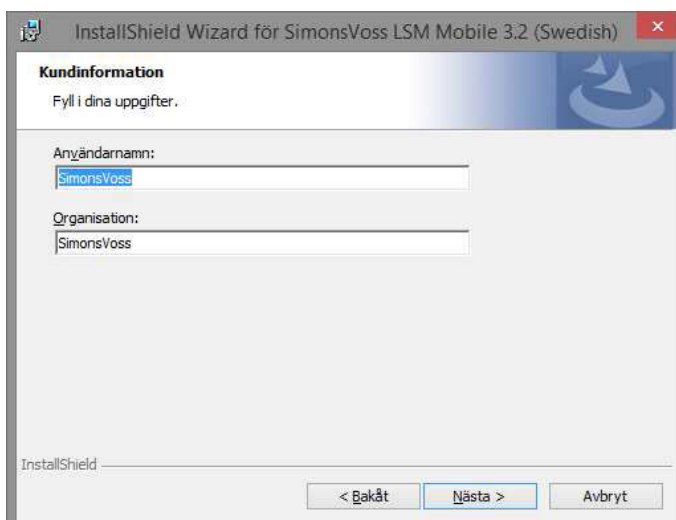 InstallShield Wizard för SimonsVoss LSM Mobile 3.2 (Swedish)
Kundinformation
Fyll i dina uppgifter.
Användarnamn:
SimonsVoss
Organisation:
SimonsVoss
InstallShield
< Bakåt
Nästa >
Avbryt